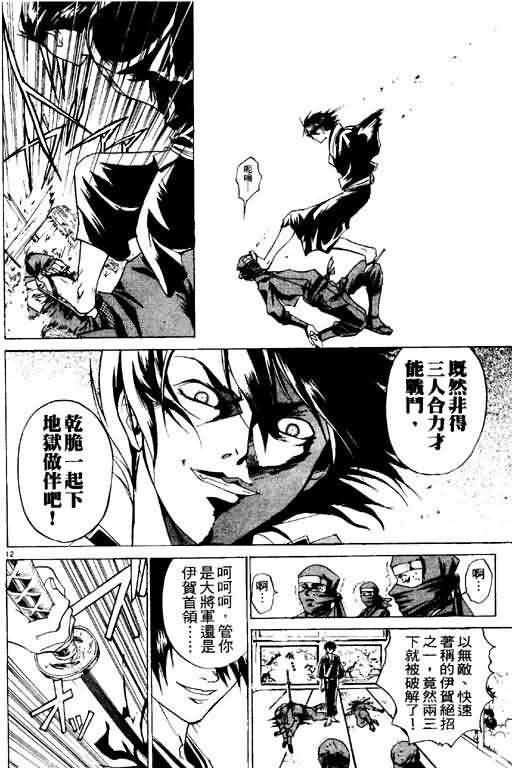 呃嗚…
既然非得
三人合力才
能戰鬥，
乾脆一起下
地獄做伴吧！
啊…
啊…
以無敵、快速
著稱的伊賀絕招
之一，竟然兩三
下就被破解了！
呵呵呵，管你
是大將軍還是
伊賀首領……
12